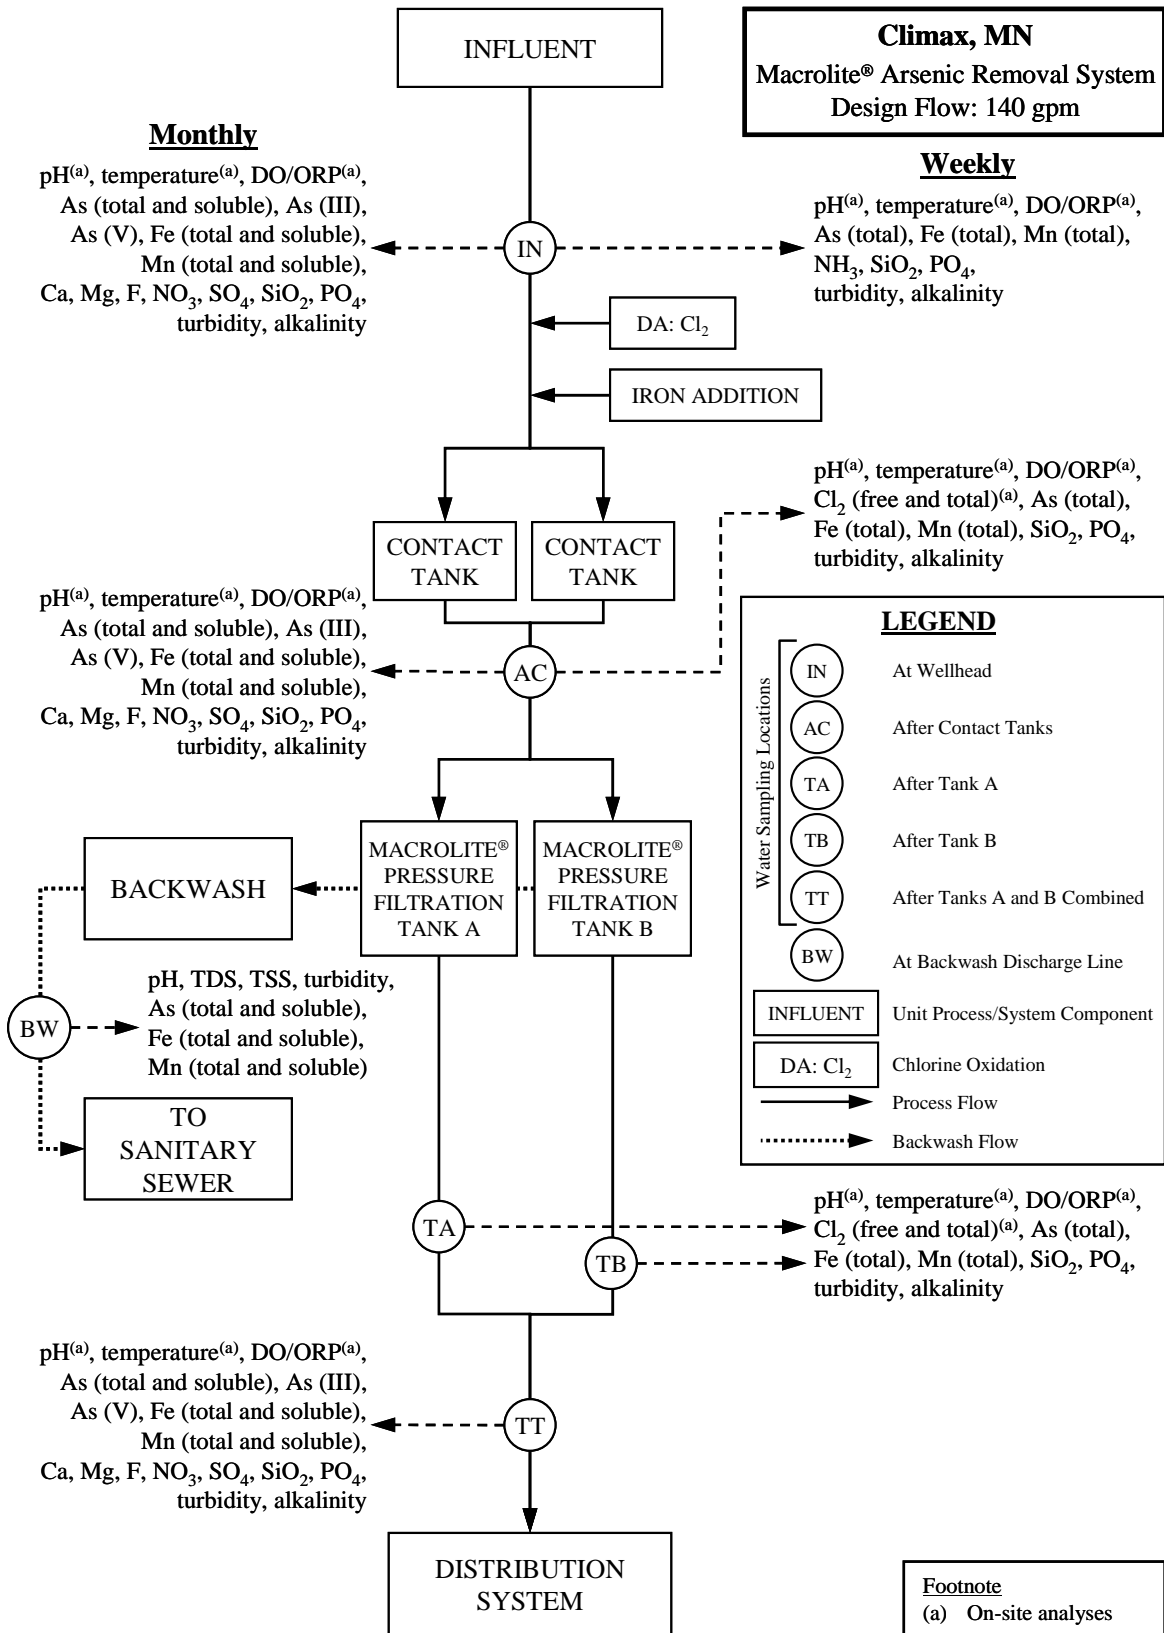 INFLUENT
Climax, MN
Macrolite® Arsenic Removal System
Design Flow: 140 gpm
Monthly
pH(a), temperature(a), DO/ORP(a),
As (total and soluble), As (III),
As (V), Fe (total and soluble),
Mn (total and soluble),
Ca, Mg, F, NO3, SO4, SiO2, PO4,
turbidity, alkalinity
IN
Weekly
pH(a), temperature(a), DO/ORP(a),
As (total), Fe (total), Mn (total),
NH3, SiO2, PO4,
turbidity, alkalinity
DA: Cl2
IRON ADDITION
CONTACT
TANK
CONTACT
TANK
pH(a), temperature(a), DO/ORP(a),
Cl2 (free and total)(a), As (total),
Fe (total), Mn (total), SiO2, PO4,
turbidity, alkalinity
pH(a), temperature(a), DO/ORP(a),
As (total and soluble), As (III),
As (V), Fe (total and soluble),
Mn (total and soluble),
Ca, Mg, F, NO3, SO4, SiO2, PO4,
turbidity, alkalinity
AC
LEGEND
Water Sampling Locations
IN At Wellhead
AC After Contact Tanks
TA After Tank A
TB After Tank B
TT After Tanks A and B Combined
BW At Backwash Discharge Line
INFLUENT Unit Process/System Component
DA: Cl2 Chlorine Oxidation
Process Flow
Backwash Flow
MACROLITE®
PRESSURE
FILTRATION
TANK A
MACROLITE®
PRESSURE
FILTRATION
TANK B
BACKWASH
BW
pH, TDS, TSS, turbidity,
As (total and soluble),
Fe (total and soluble),
Mn (total and soluble)
TO
SANITARY
SEWER
TA
TB
pH(a), temperature(a), DO/ORP(a),
Cl2 (free and total)(a), As (total),
Fe (total), Mn (total), SiO2, PO4,
turbidity, alkalinity
pH(a), temperature(a), DO/ORP(a),
As (total and soluble), As (III),
As (V), Fe (total and soluble),
Mn (total and soluble),
Ca, Mg, F, NO3, SO4, SiO2, PO4,
turbidity, alkalinity
TT
DISTRIBUTION
SYSTEM
Footnote
(a) On-site analyses